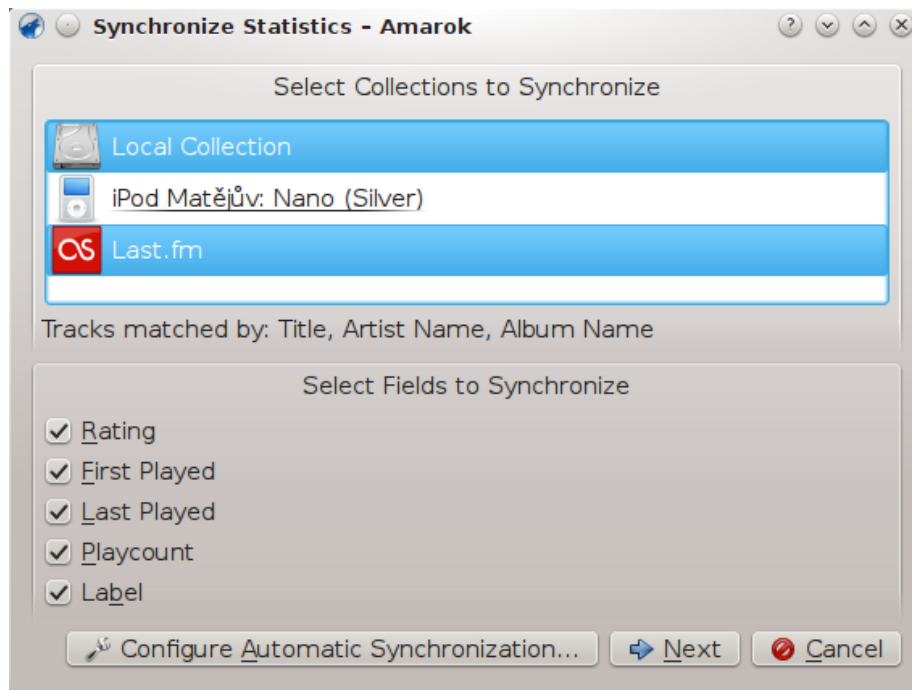 Synchronize Statistics – Amarok
Select Collections to Synchronize
Local Collection
iPod Matějův: Nano (Silver)
Last.fm
Tracks matched by: Title, Artist Name, Album Name
Select Fields to Synchronize
Rating
First Played
Last Played
Playcount
Label
Configure Automatic Synchronization... Next Cancel